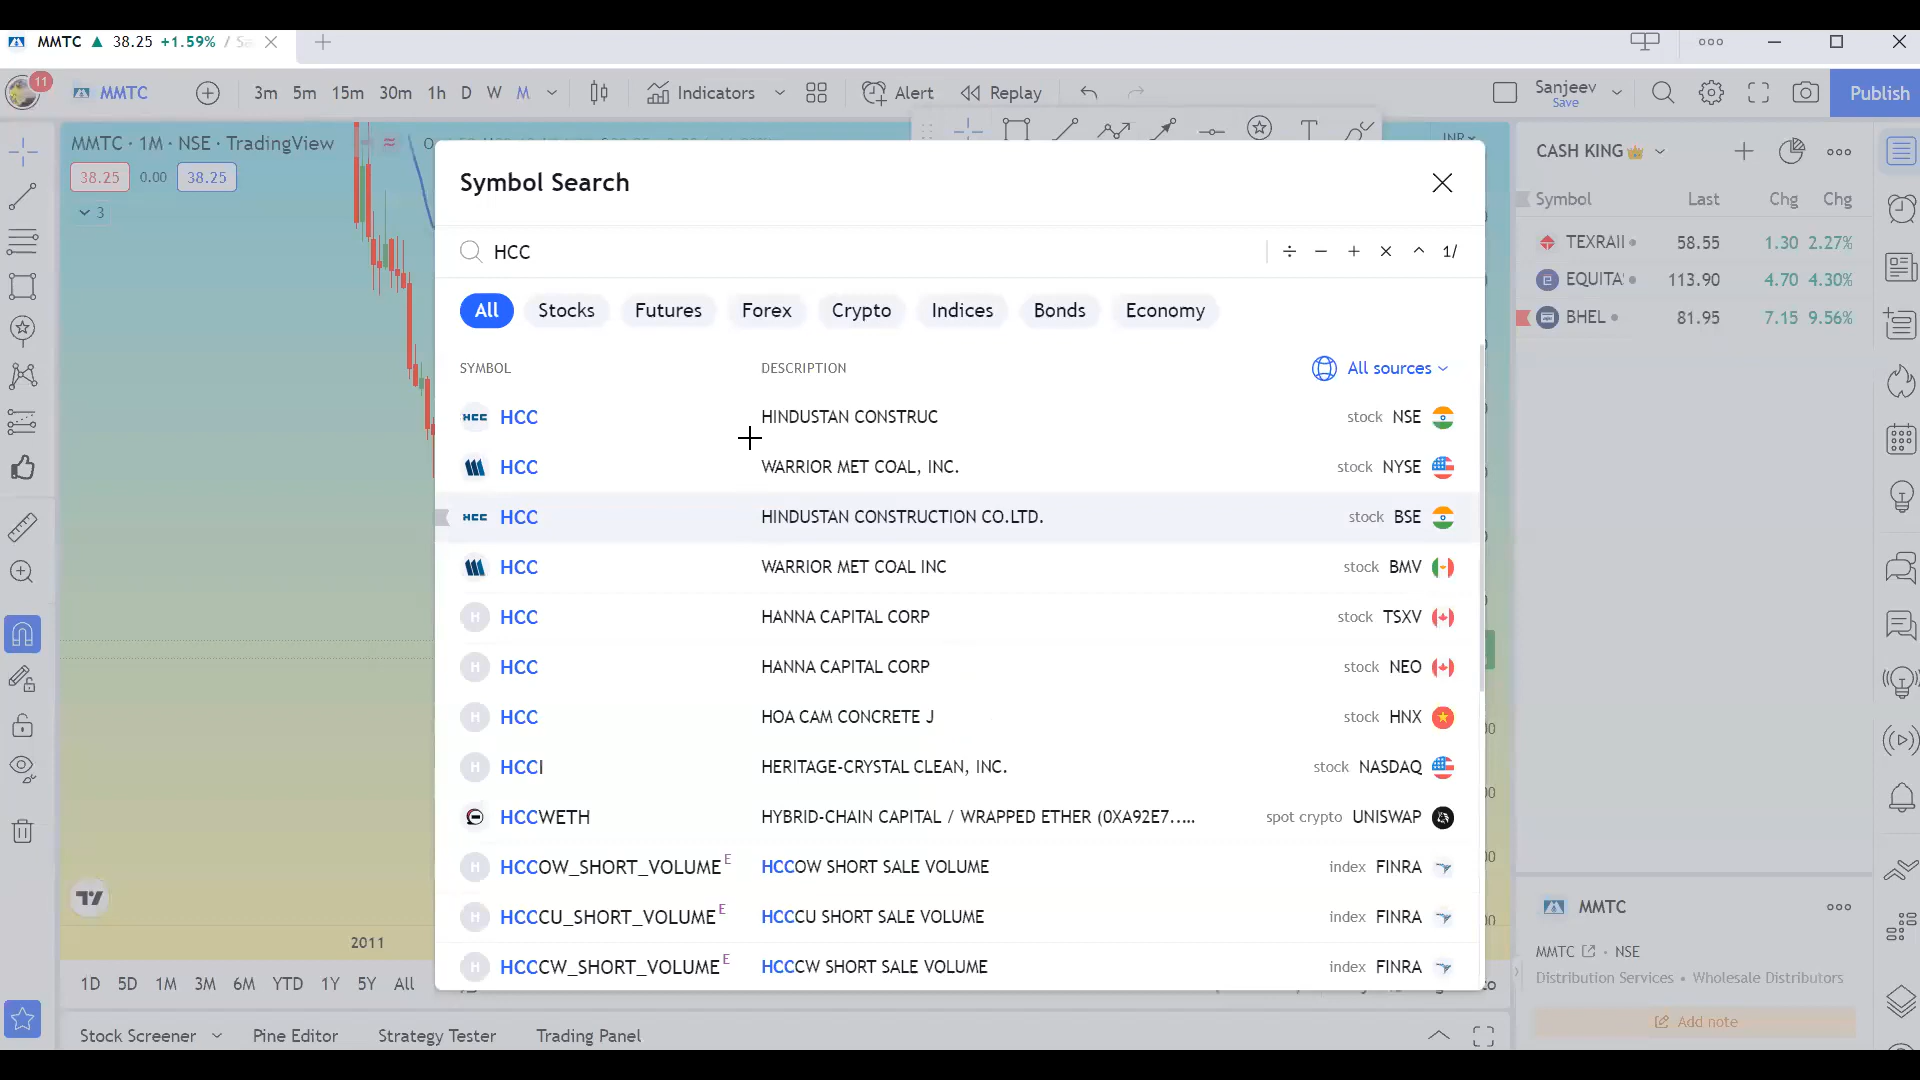 MMTC ▲ 38.25 +1.59% / Sa
11 MMTC 3m 5m 15m 30m 1h D W M Indicators Alert Replay Sanjeev Save Publish
MMTC · 1M · NSE · TradingView
38.25 0.00 38.25
3
Symbol Search
HCC ÷ − + × ^ 1/
All Stocks Futures Forex Crypto Indices Bonds Economy
SYMBOL DESCRIPTION All sources
HCC HCC HINDUSTAN CONSTRUC stock NSE
HCC WARRIOR MET COAL, INC. stock NYSE
HCC HCC HINDUSTAN CONSTRUCTION CO.LTD. stock BSE
HCC WARRIOR MET COAL INC stock BMV
H HCC HANNA CAPITAL CORP stock TSXV
H HCC HANNA CAPITAL CORP stock NEO
H HCC HOA CAM CONCRETE J stock HNX
H HCCI HERITAGE-CRYSTAL CLEAN, INC. stock NASDAQ
HCCWETH HYBRID-CHAIN CAPITAL / WRAPPED ETHER (0XA92E7..... spot crypto UNISWAP
H HCCOW_SHORT_VOLUME E HCCOW SHORT SALE VOLUME index FINRA
H HCCCU_SHORT_VOLUME E HCCCU SHORT SALE VOLUME index FINRA
H HCCCW_SHORT_VOLUME E HCCCW SHORT SALE VOLUME index FINRA
INR
CASH KING
Symbol Last Chg Chg
TEXRAIL 58.55 1.30 2.27%
EQUITA 113.90 4.70 4.30%
BHEL 81.95 7.15 9.56%
MMTC
MMTC · NSE
Distribution Services • Wholesale Distributors
Add note
2011
1D 5D 1M 3M 6M YTD 1Y 5Y All
Stock Screener Pine Editor Strategy Tester Trading Panel